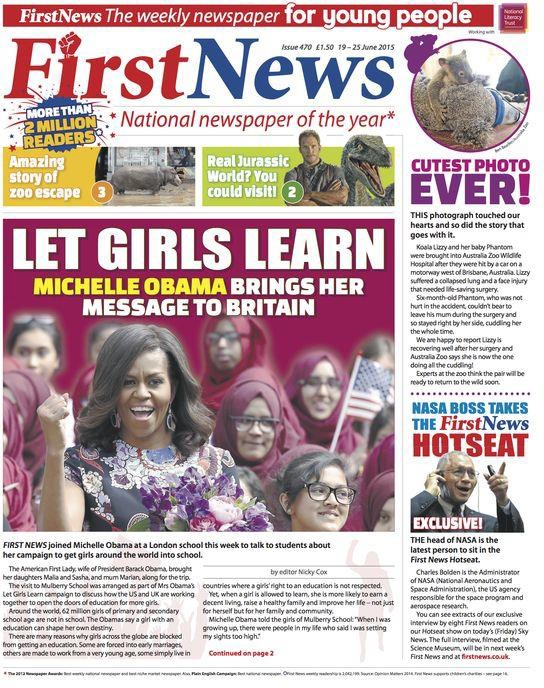 FirstNews The weekly newspaper for young people
National Literacy Trust
Working with
Issue 470 £1.50 19 – 25 June 2015
FirstNews
MORE THAN
2 MILLION
READERS
* National newspaper of the year*
Amazing
story of
zoo escape 3
Real Jurassic
World? You
could visit! 2
LET GIRLS LEARN
MICHELLE OBAMA BRINGS HER
MESSAGE TO BRITAIN
FIRST NEWS joined Michelle Obama at a London school this week to talk to students about
her campaign to get girls around the world into school.
by editor Nicky Cox
The American First Lady, wife of President Barack Obama, brought
her daughters Malia and Sasha, and mum Marian, along for the trip.
The visit to Mulberry School was arranged as part of Mrs Obama's
Let Girls Learn campaign to discuss how the US and UK are working
together to open the doors of education for more girls.
Around the world, 62 million girls of primary and secondary
school age are not in school. The Obamas say a girl with an
education can shape her own destiny.
There are many reasons why girls across the globe are blocked
from getting an education. Some are forced into early marriages,
others are made to work from a very young age, some simply live in
countries where a girls' right to an education is not respected.
Yet, when a girl is allowed to learn, she is more likely to earn a
decent living, raise a healthy family and improve her life – not just
for herself but for her family and community.
Michelle Obama told the girls of Mulberry School: "When I was
growing up, there were people in my life who said I was setting
my sights too high."
Continued on page 2
CUTEST PHOTO
EVER!
THIS photograph touched our
hearts and so did the story that
goes with it.
Koala Lizzy and her baby Phantom
were brought into Australia Zoo Wildlife
Hospital after they were hit by a car on a
motorway west of Brisbane, Australia. Lizzy
suffered a collapsed lung and a face injury
that needed life-saving surgery.
Six-month-old Phantom, who was not
hurt in the accident, couldn't bear to
leave his mum during the surgery and
so stayed right by her side, cuddling her
the whole time.
We are happy to report Lizzy is
recovering well after her surgery and
Australia Zoo says she is now the one
doing all the cuddling!
Experts at the zoo think the pair will be
ready to return to the wild soon.
NASA BOSS TAKES
THE FirstNews
HOTSEAT
EXCLUSIVE!
THE head of NASA is the
latest person to sit in the
First News Hotseat.
Charles Bolden is the Administrator
of NASA (National Aeronautics and
Space Administration), the US agency
responsible for the space program and
aerospace research.
You can see extracts of our exclusive
interview by eight First News readers on
our Hotseat show on today's (Friday) Sky
News. The full interview, filmed at the
Science Museum, will be in next week's
First News and at firstnews.co.uk.
* The 2013 Newspaper Awards: Best weekly national newspaper and best niche market newspaper. Also, Plain English Campaign: Best national newspaper. First News weekly readership is 2,042,199. Source: Opinion Matters 2014. First News supports children's charities – see page 16.